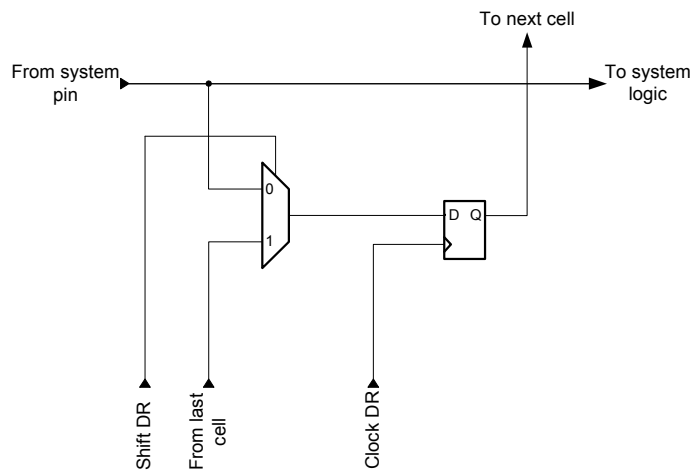 To next cell
From system
pin
To system
logic
0
1
D Q
Shift DR
From last
cell
Clock DR